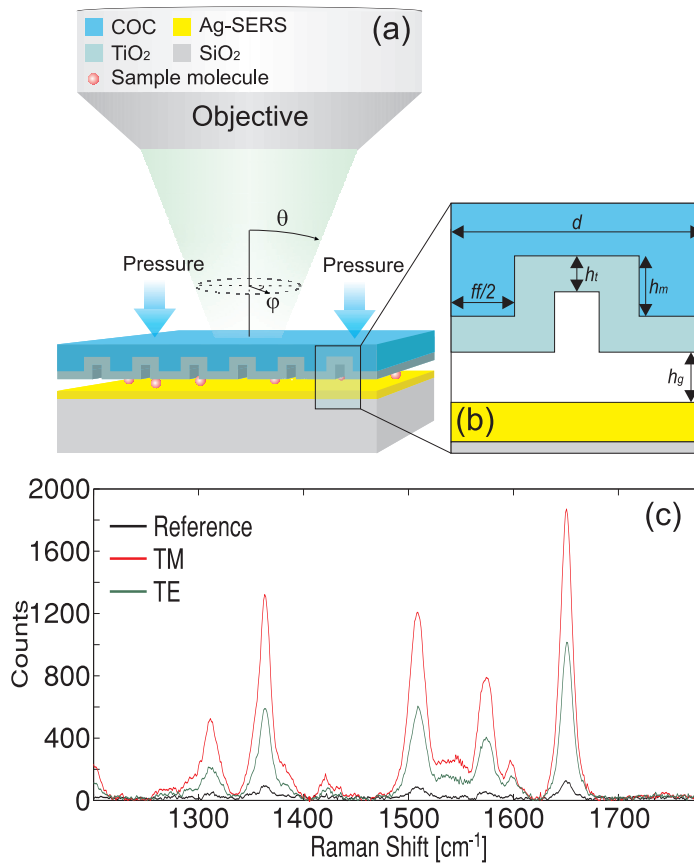 COC Ag-SERS (a)
TiO₂ SiO₂
Sample molecule
Objective
θ
Pressure Pressure
φ
d
ff/2 hₜ hₘ
h_g
(b)
(c)
2000
1600
1200
800
400
0
Counts
Reference
TM
TE
1300 1400 1500 1600 1700
Raman Shift [cm⁻¹]